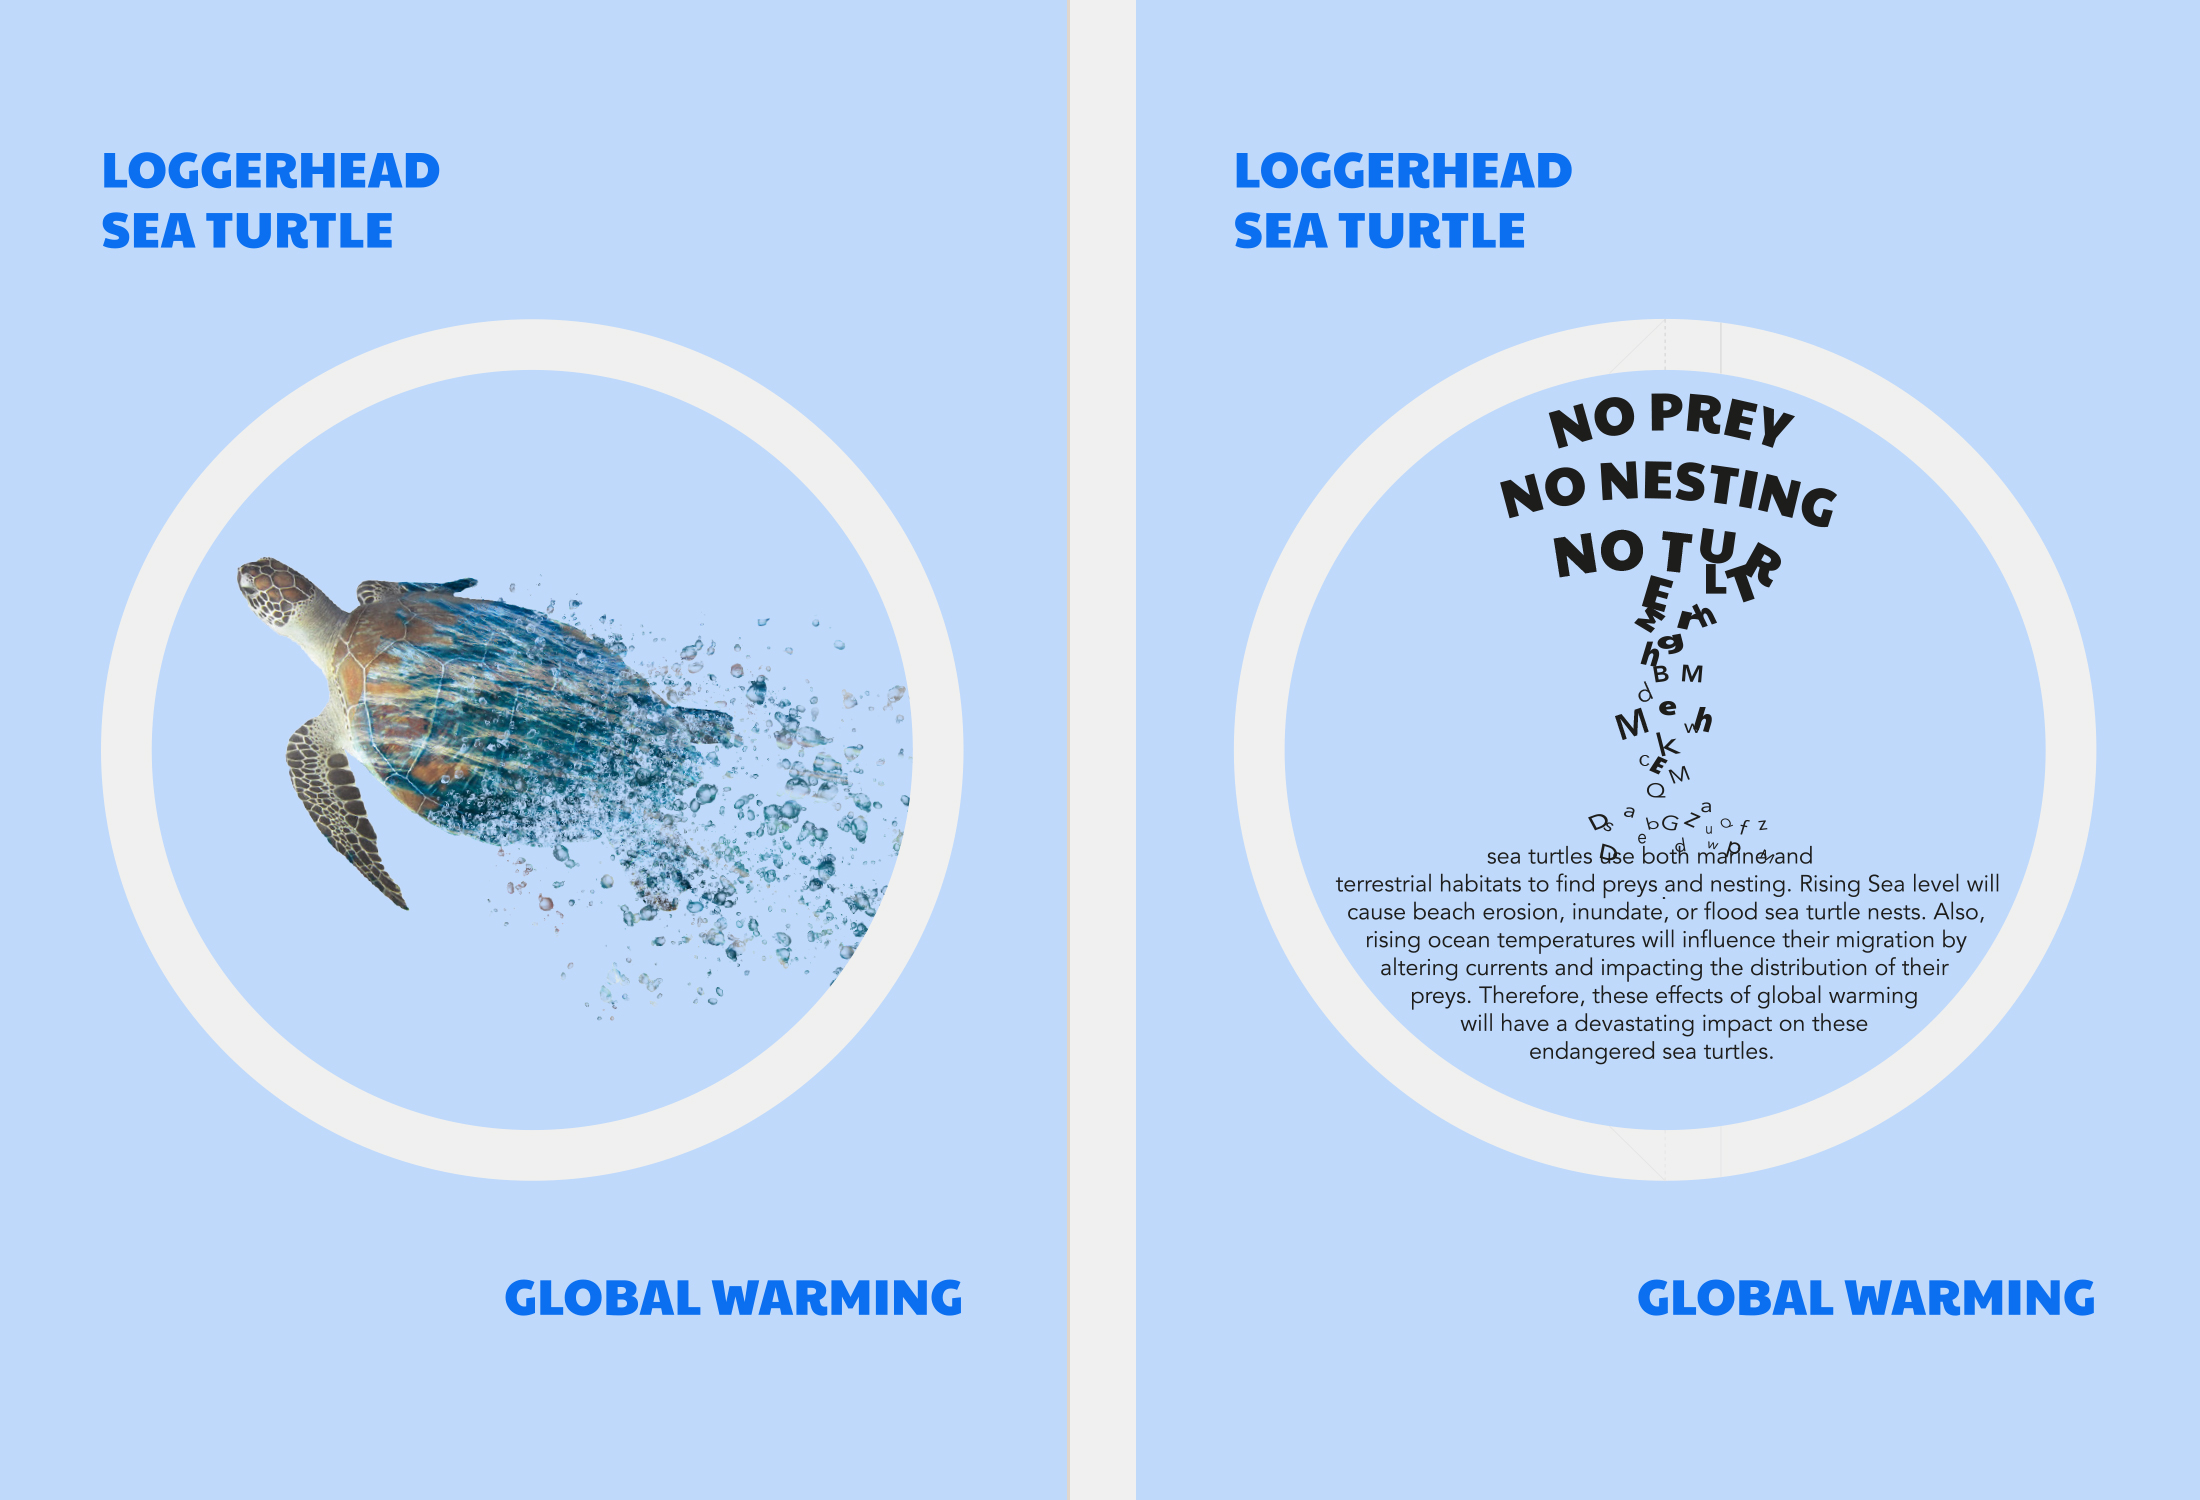 LOGGERHEAD
SEA TURTLE
GLOBAL WARMING
LOGGERHEAD
SEA TURTLE
NO PREY
NO NESTING
NO TUR
LT
E
M r h
h g
B M
d
M e w h
k
c E M
Q
D s a b G Z a u Q f z
D e d w p
sea turtles use both marine and
terrestrial habitats to find preys and nesting. Rising Sea level will
cause beach erosion, inundate, or flood sea turtle nests. Also,
rising ocean temperatures will influence their migration by
altering currents and impacting the distribution of their
preys. Therefore, these effects of global warming
will have a devastating impact on these
endangered sea turtles.
GLOBAL WARMING